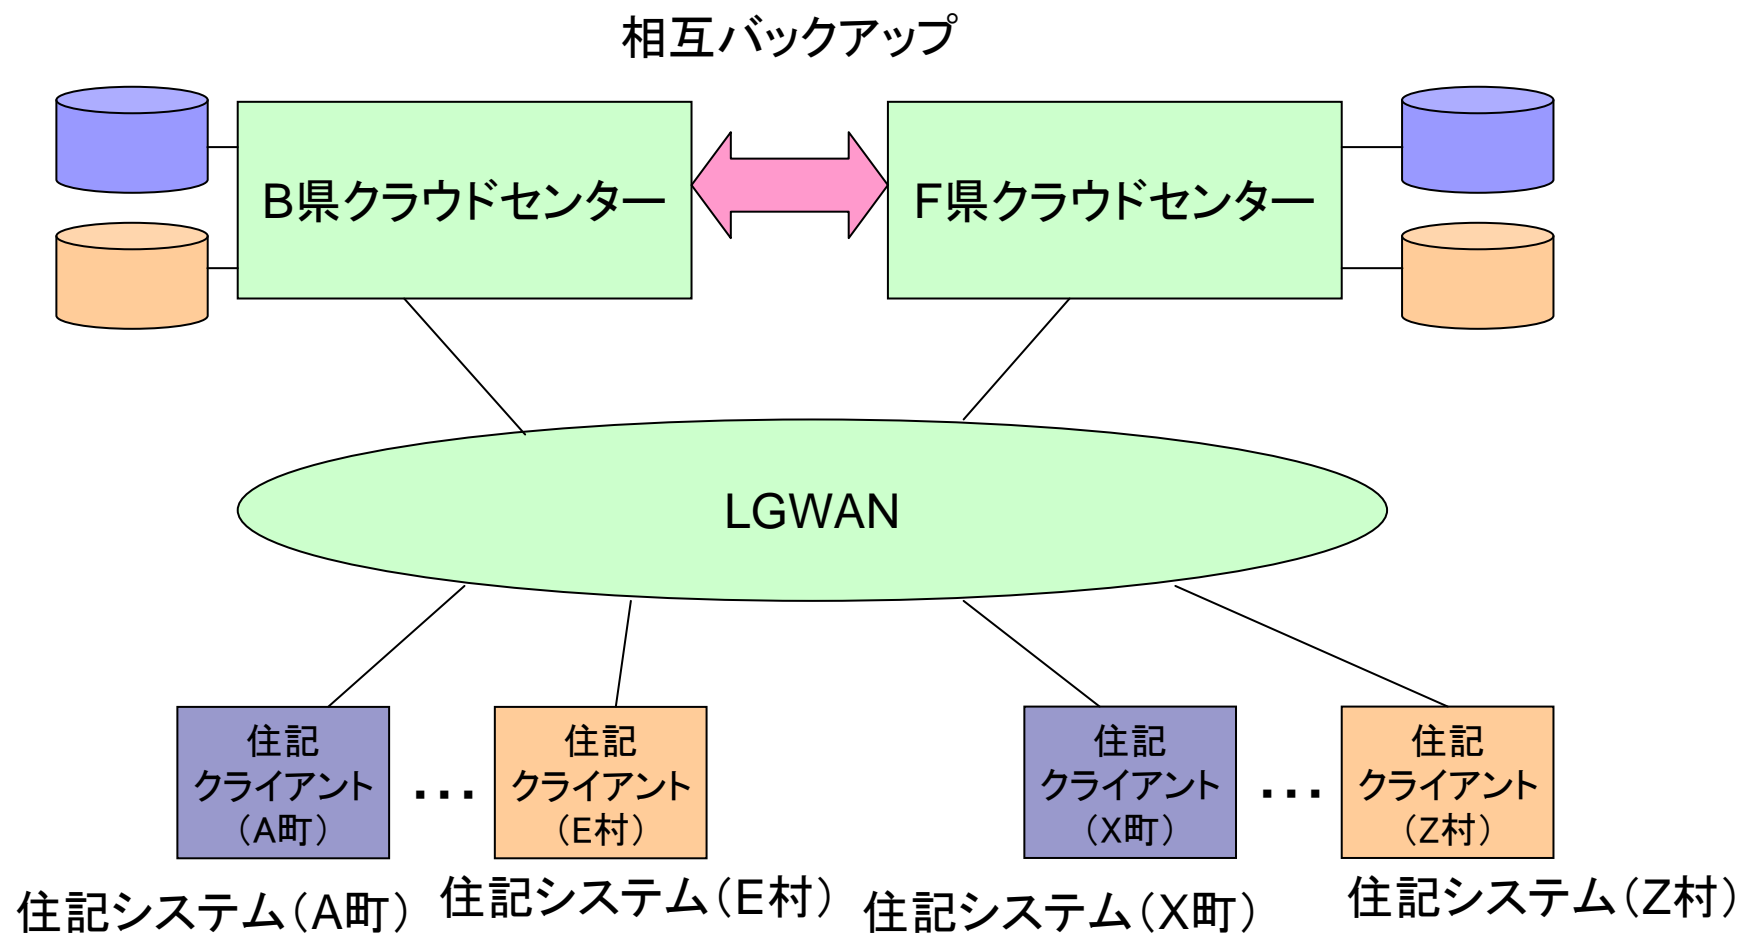 相互バックアップ
B県クラウドセンター
F県クラウドセンター
LGWAN
住記
クライアント
（A町）
・・・
住記
クライアント
（E村）
住記
クライアント
（X町）
・・・
住記
クライアント
（Z村）
住記システム（A町）
住記システム（E村）
住記システム（X町）
住記システム（Z村）